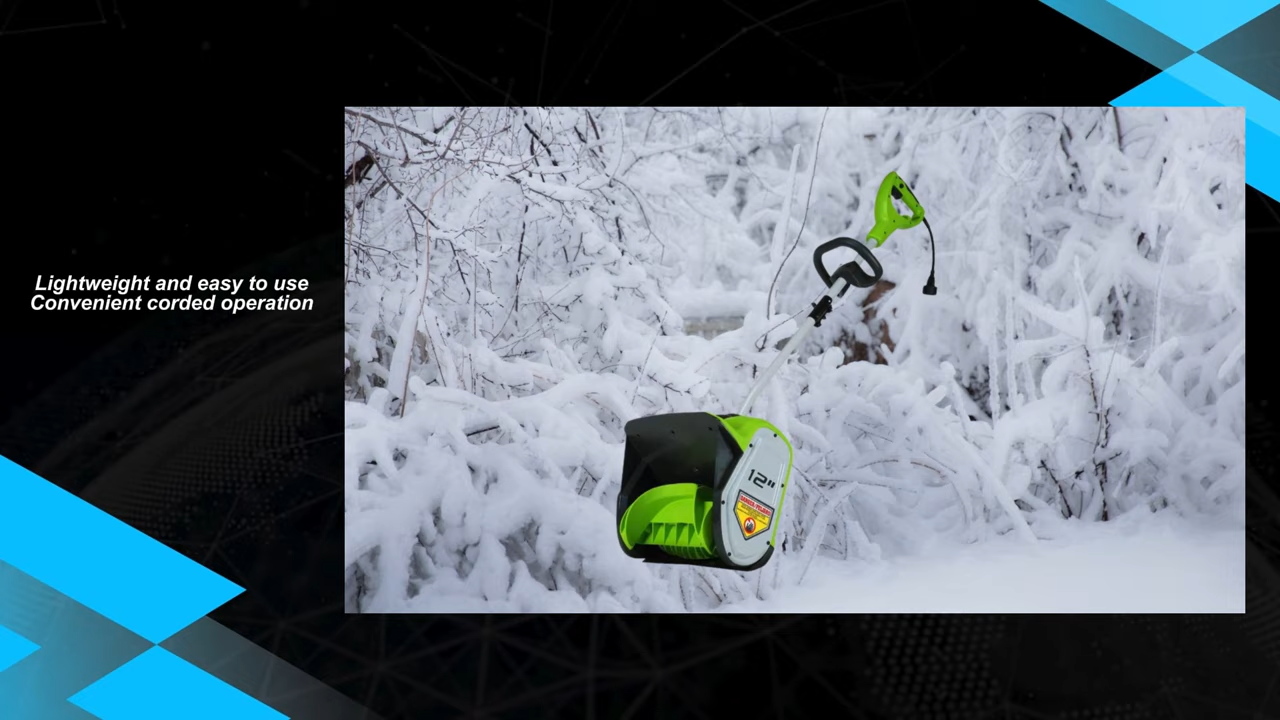 Lightweight and easy to use
Convenient corded operation
12"